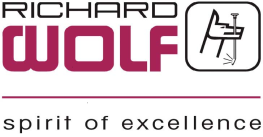 RICHARD
WOLF
spirit of excellence